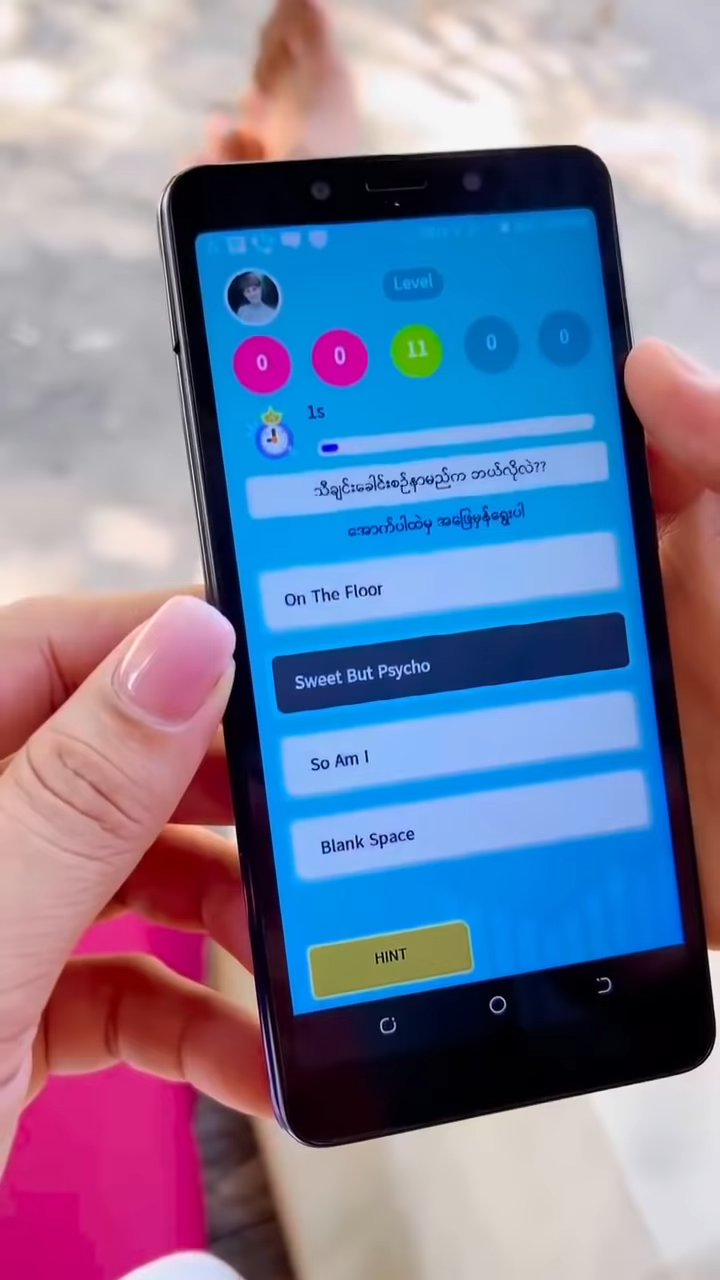 Level
0 0 11 0 0
1s
သီချင်းခေါင်းစဉ်နာမည်က ဘယ်လိုလဲ??
အောက်ပါထဲမှ အဖြေမှန်ရွေးပါ
On The Floor
Sweet But Psycho
So Am I
Blank Space
HINT